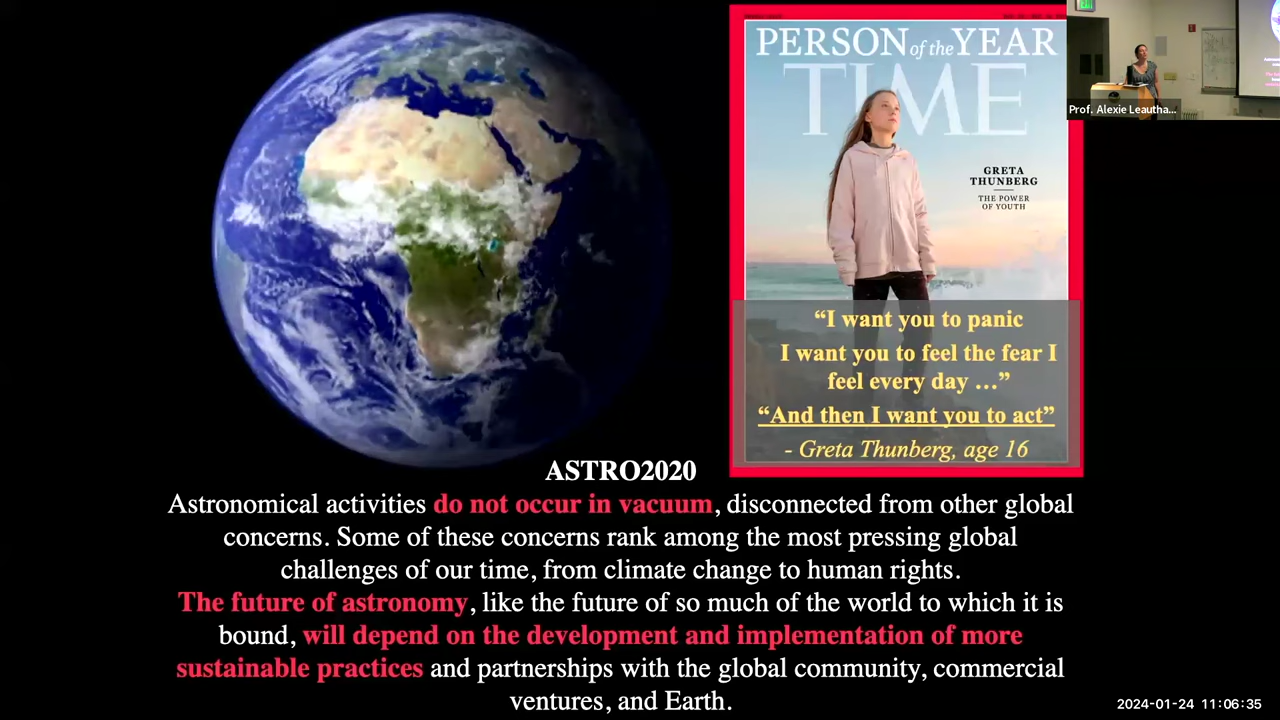 PERSON of the YEAR
TIME
GRETA
THUNBERG
THE POWER
OF YOUTH
“I want you to panic
I want you to feel the fear I
feel every day …”
“And then I want you to act”
- Greta Thunberg, age 16
Prof. Alexie Leautha...
ASTRO2020
Astronomical activities do not occur in vacuum, disconnected from other global
concerns. Some of these concerns rank among the most pressing global
challenges of our time, from climate change to human rights.
The future of astronomy, like the future of so much of the world to which it is
bound, will depend on the development and implementation of more
sustainable practices and partnerships with the global community, commercial
ventures, and Earth.
2024-01-24 11:06:35